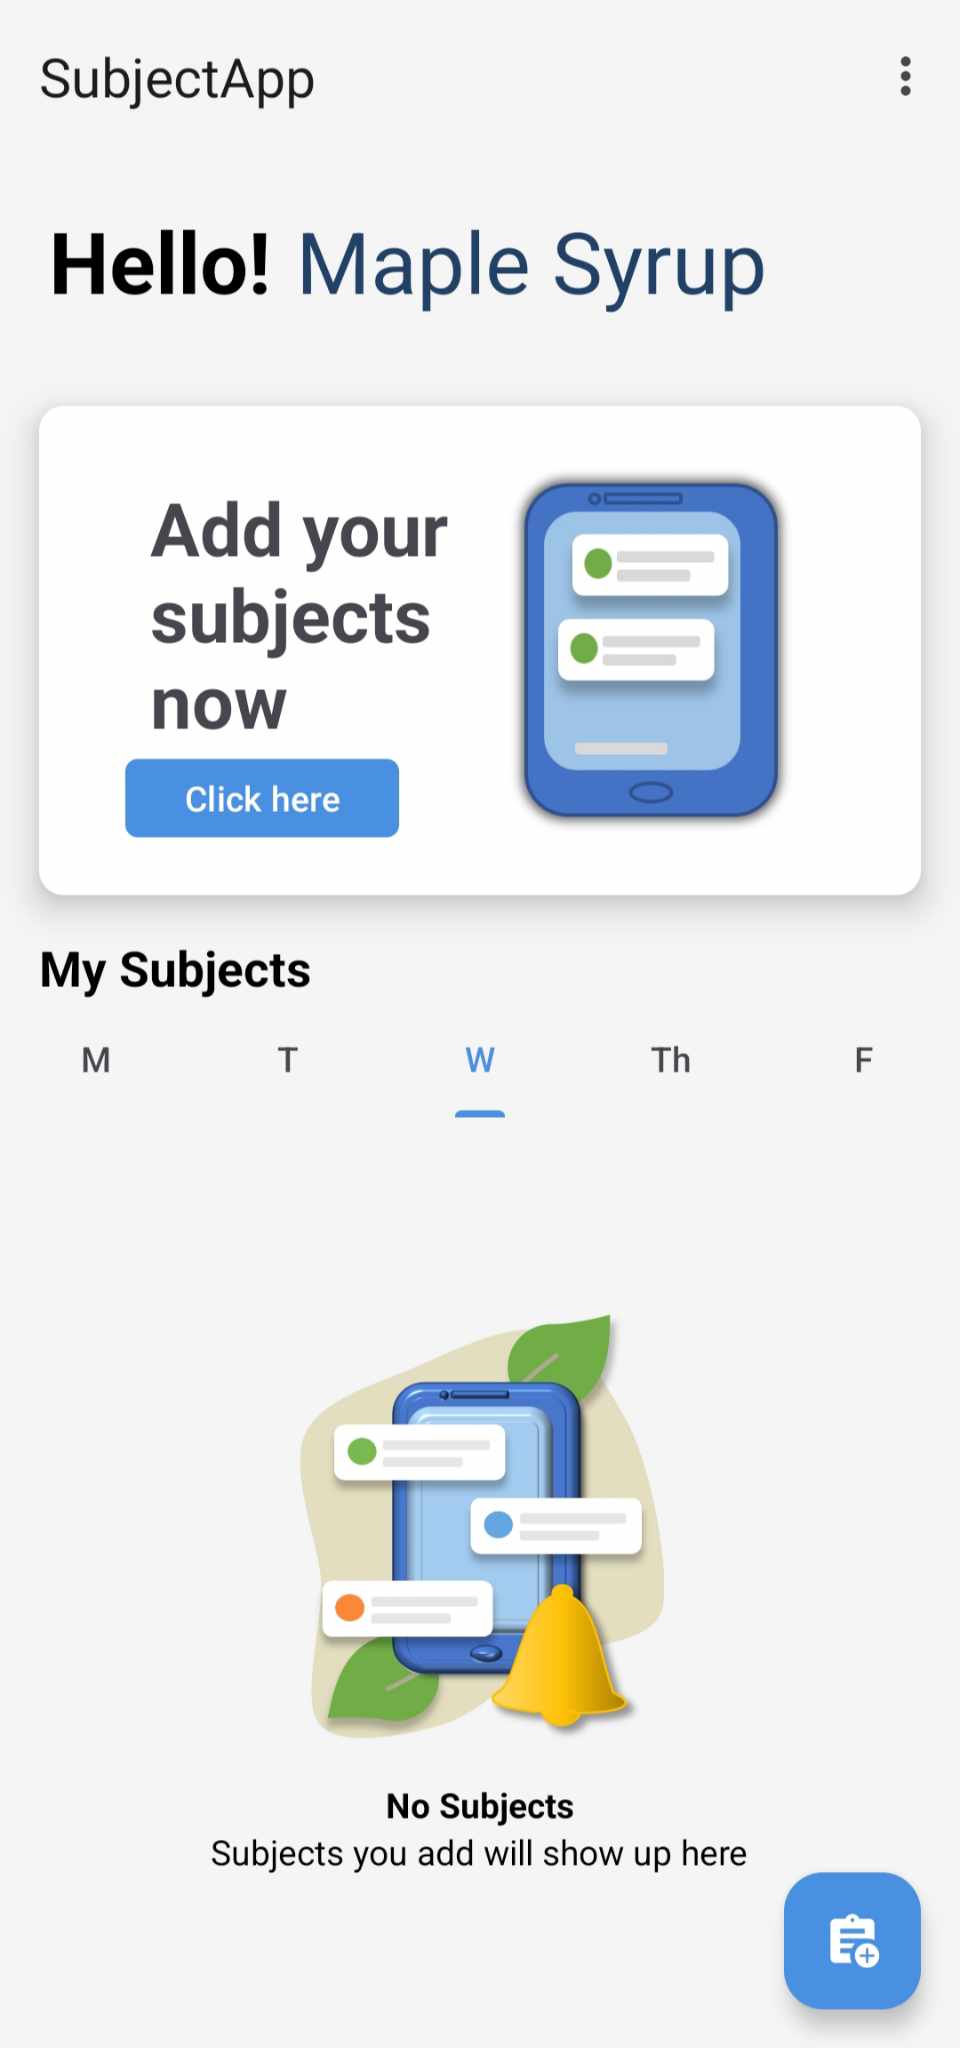 SubjectApp
Hello! Maple Syrup
Add your
subjects
now
Click here
My Subjects
M T W Th F
No Subjects
Subjects you add will show up here